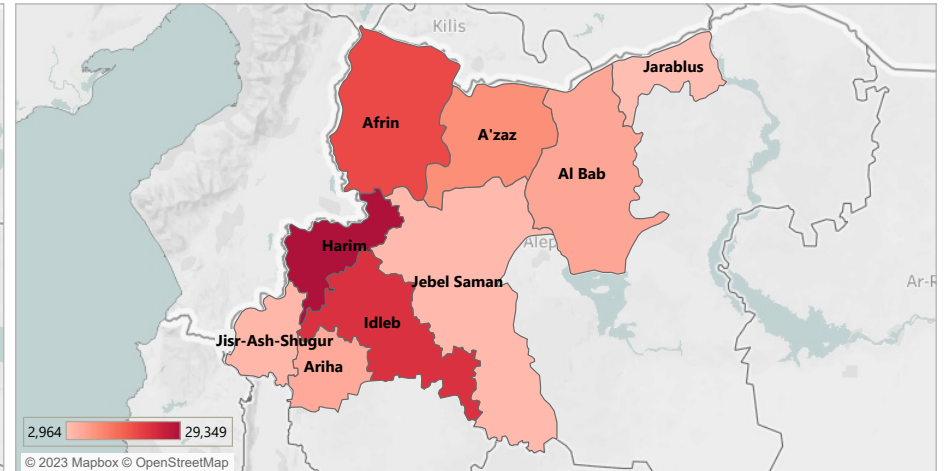 Kilis
Jarablus
Afrin
A'zaz
Al Bab
Harim
Alep
Jebel Saman
Ar-R
Idleb
Jisr-Ash-Shugur
Ariha
2,964 29,349
© 2023 Mapbox © OpenStreetMap